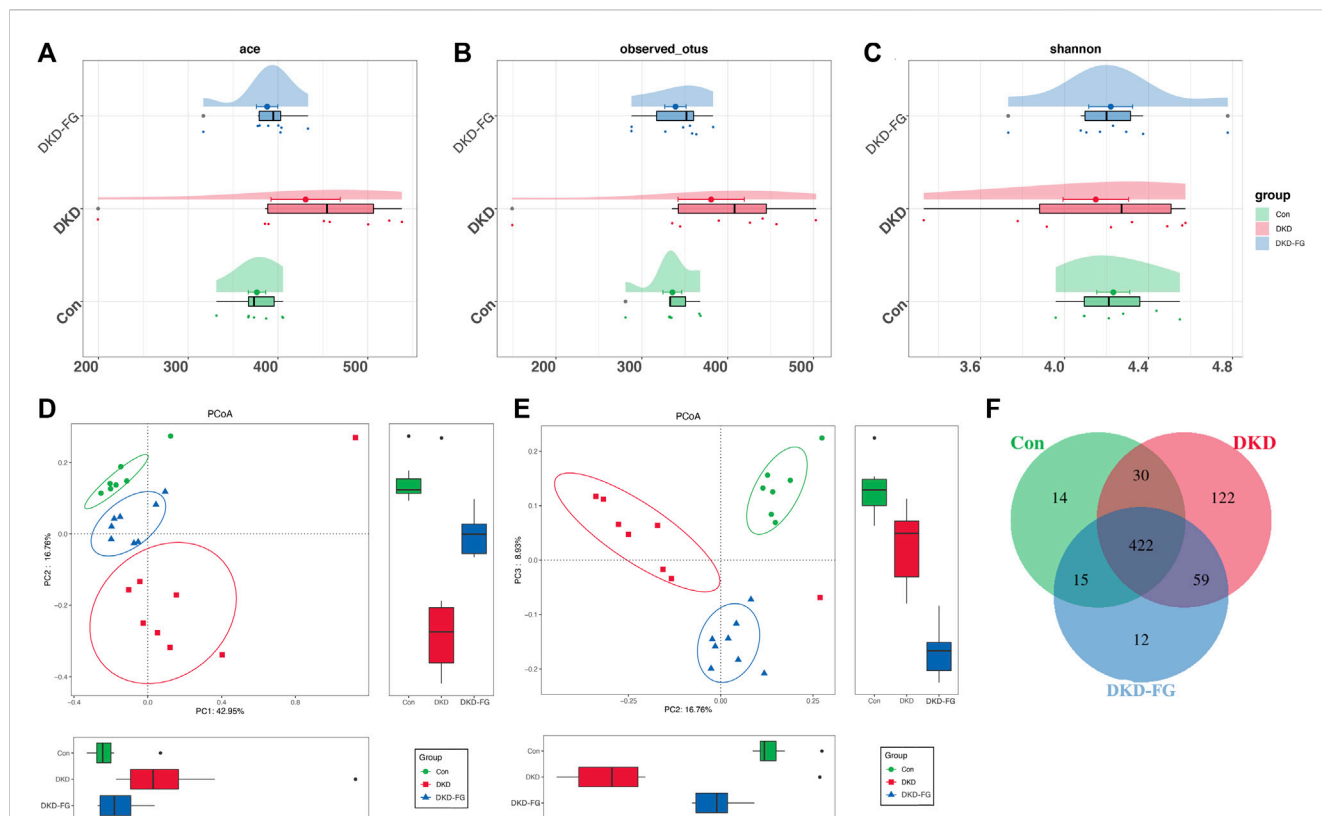 A
ace
DKD-FG
DKD
Con
200
300
400
500
B
observed_otus
DKD-FG
DKD
Con
200
300
400
500
C
shannon
DKD-FG
DKD
Con
3.6
4.0
4.4
4.8
group
Con
DKD
DKD-FG
D
PCoA
PC2 : 16.76%
0.2
0.0
−0.2
−0.4
−0.4
0.0
0.4
0.8
PC1: 42.95%
Con
DKD
DKD-FG
Con
DKD
DKD-FG
Group
Con
DKD
DKD-FG
E
PCoA
PC3 : 8.93%
0.2
0.1
0.0
−0.1
−0.2
−0.25
0.00
0.25
PC2: 16.76%
Con
DKD
DKD-FG
Con
DKD
DKD-FG
Group
Con
DKD
DKD-FG
F
Con
DKD
30
14
122
422
15
59
12
DKD-FG